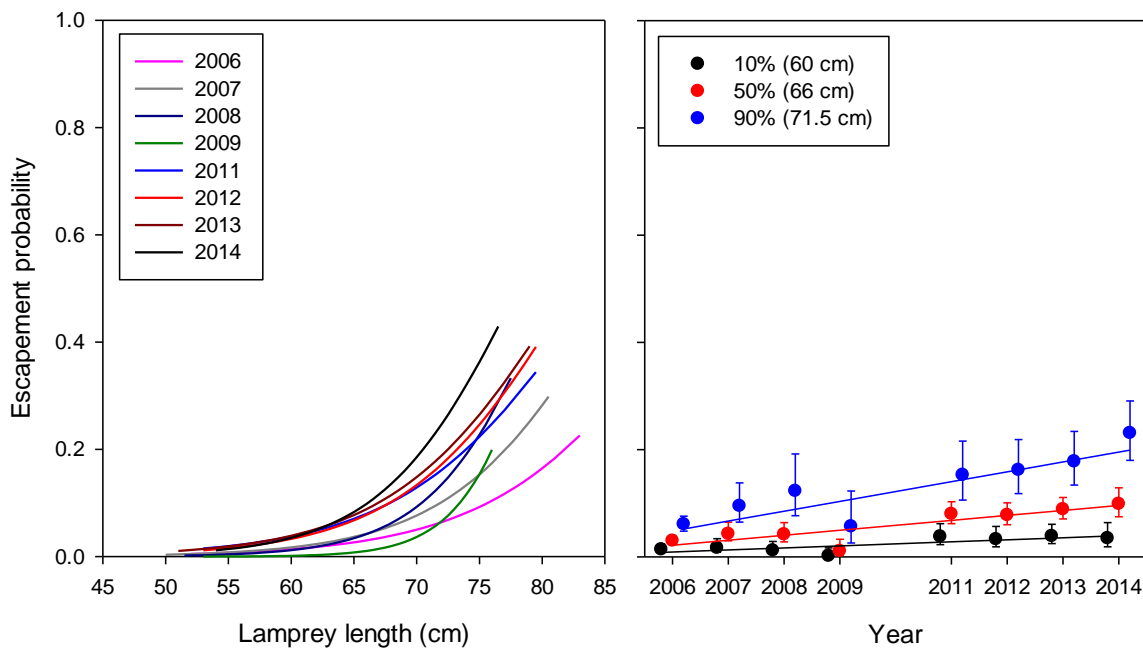 Escapement probability
1.0
0.8
0.6
0.4
0.2
0.0
2006
2007
2008
2009
2011
2012
2013
2014
45 50 55 60 65 70 75 80 85
Lamprey length (cm)
10% (60 cm)
50% (66 cm)
90% (71.5 cm)
2006 2007 2008 2009 2011 2012 2013 2014
Year